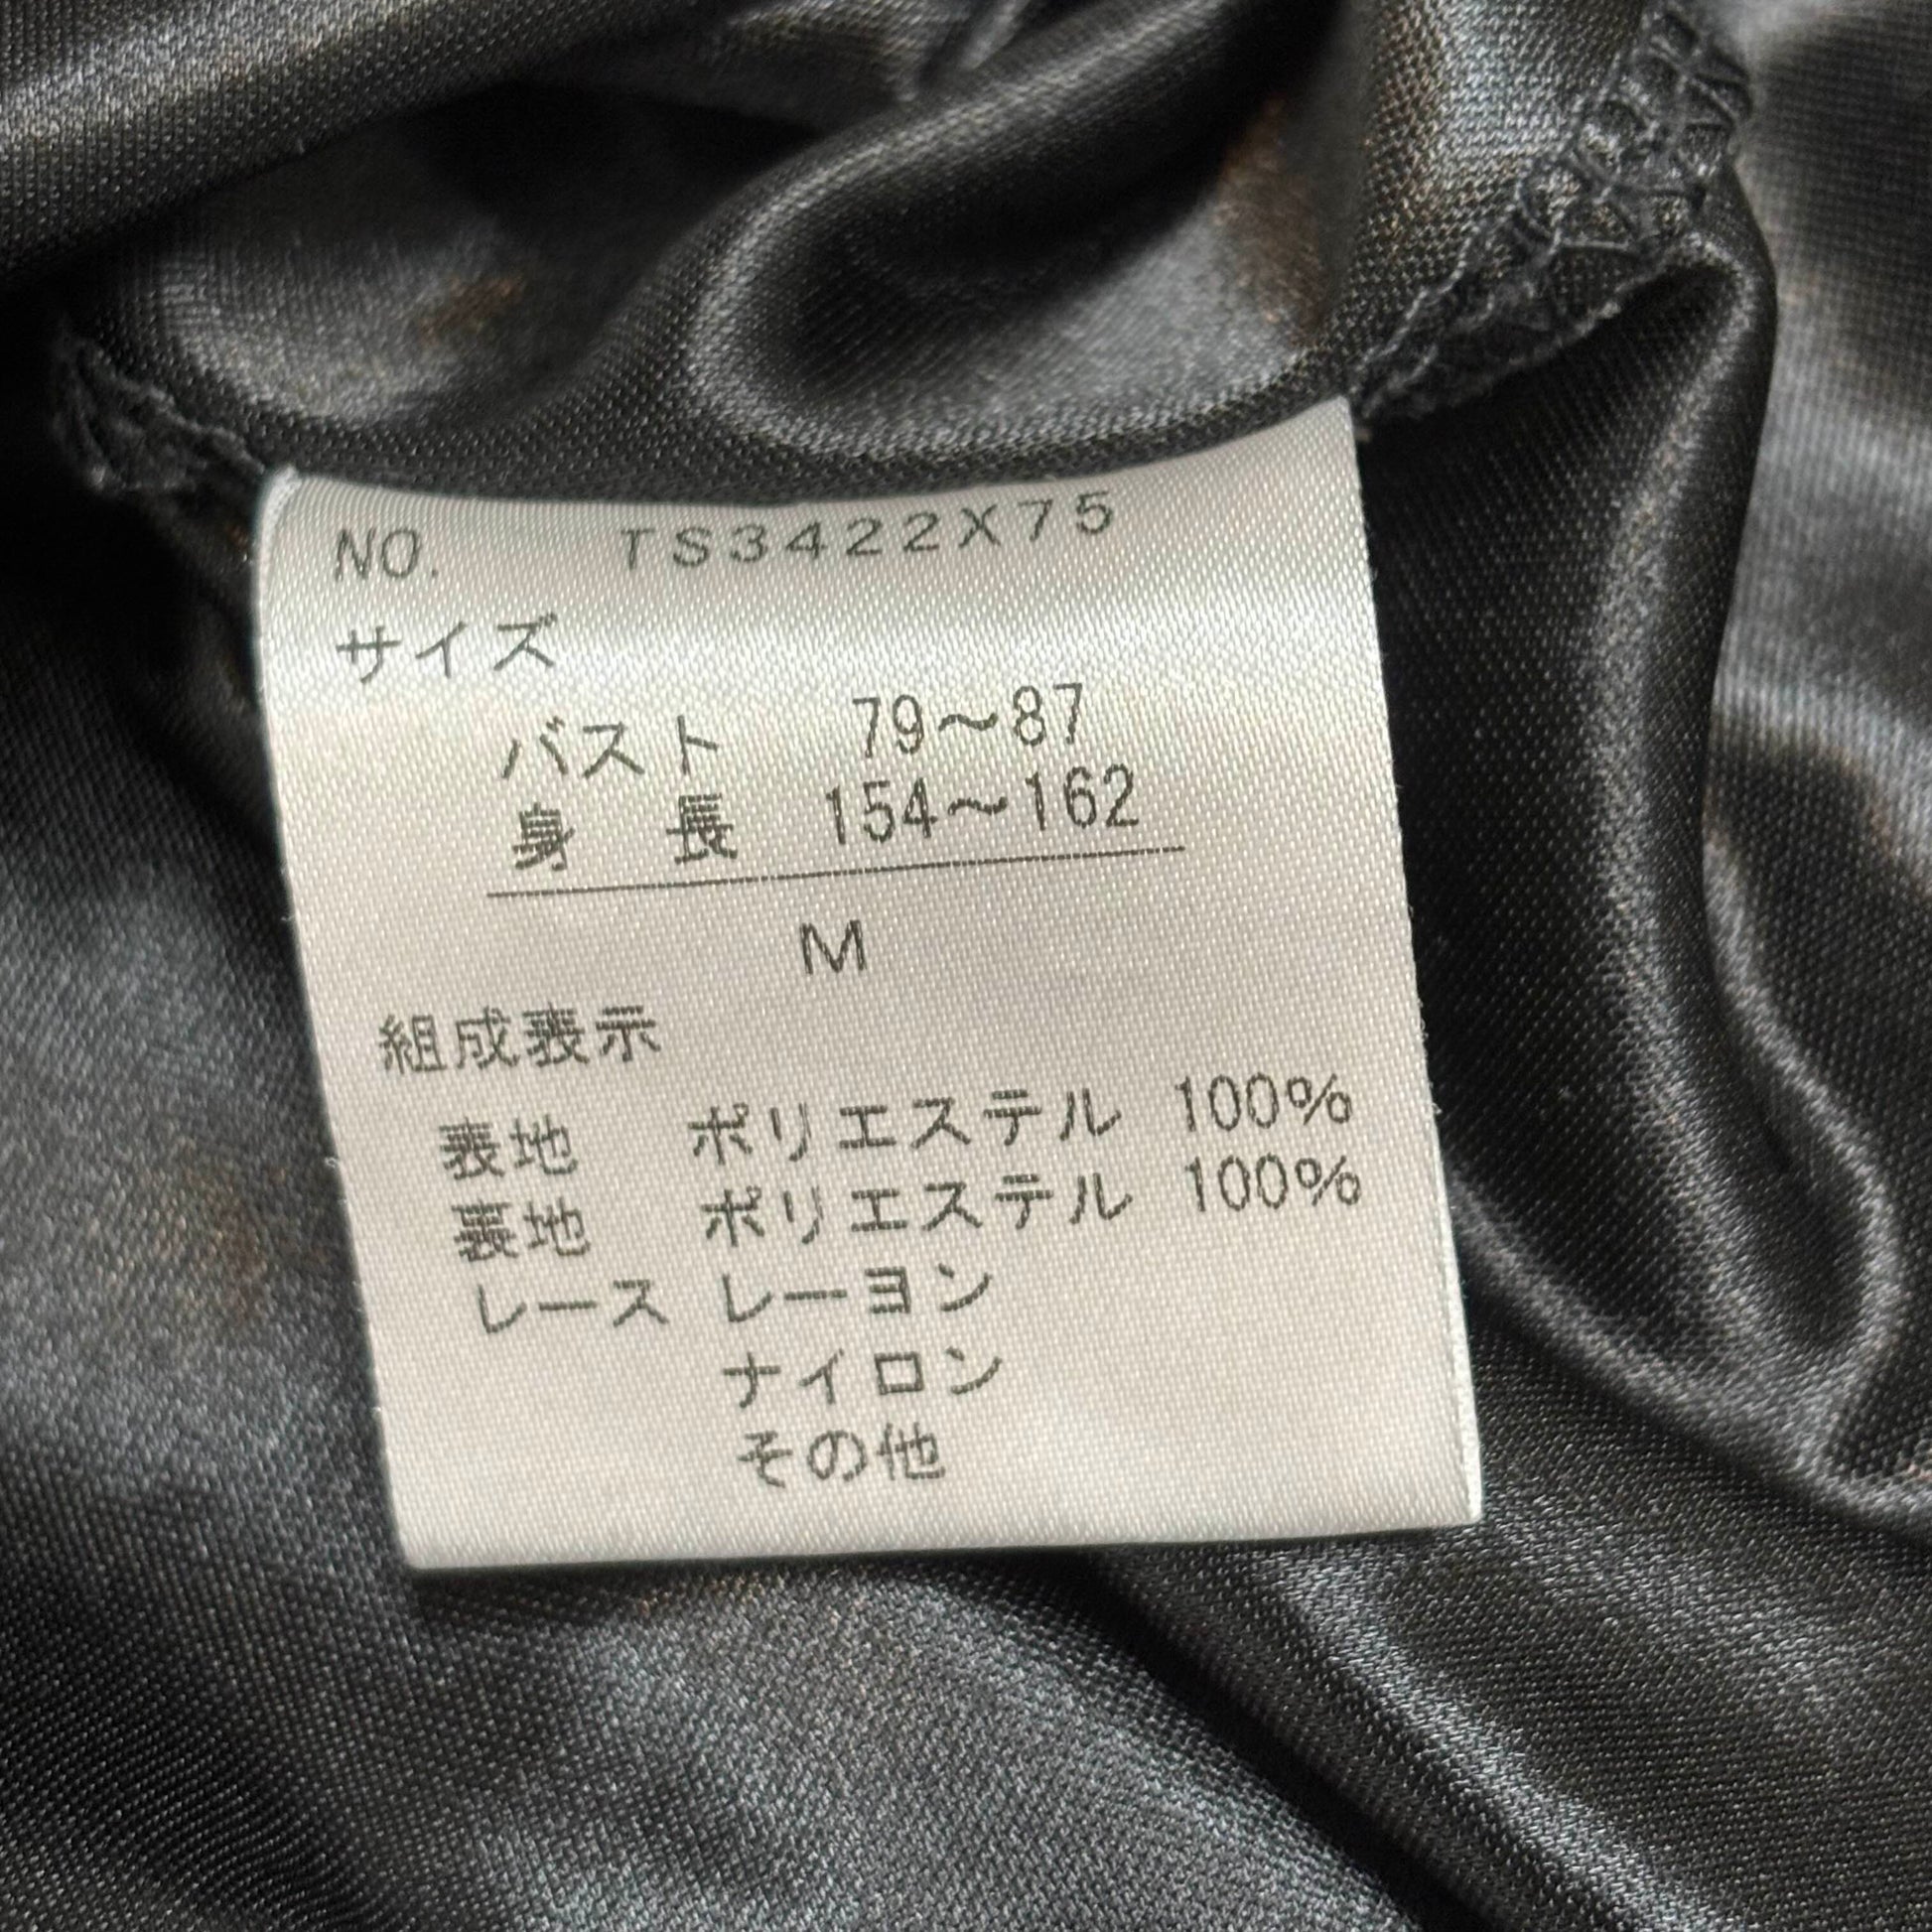 NO. TS3422X75
サイズ
バスト 79～87
身 長 154～162
M
組成表示
表地 ポリエステル 100%
裏地 ポリエステル 100%
レース レーヨン
ナイロン
その他